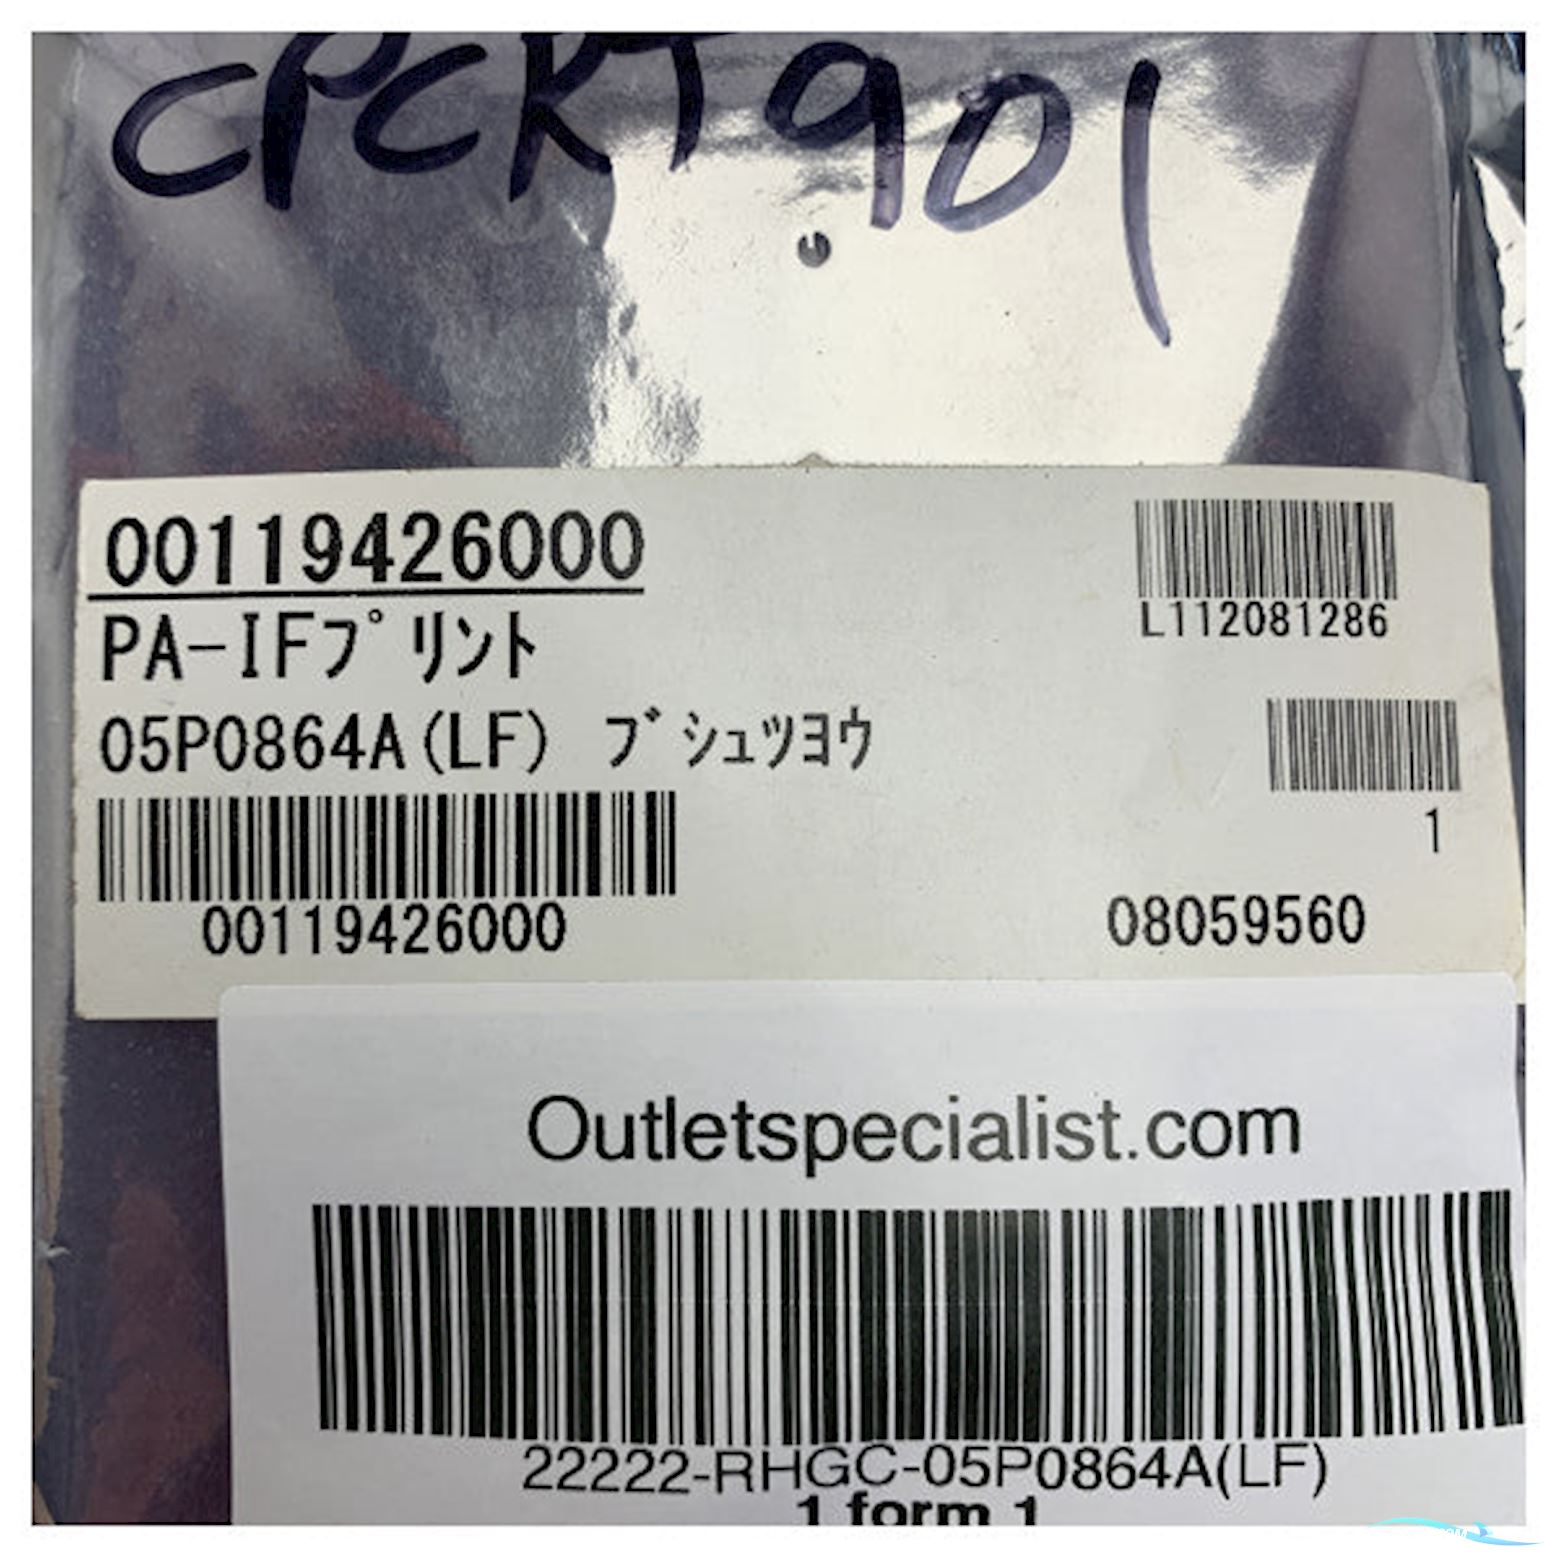 CPCRT901
00119426000
PA-IFプリント
05P0864A(LF) ブシュツヨウ
00119426000
L112081286
1
08059560
Outletspecialist.com
22222-RHGC-05P0864A(LF)
1 form 1